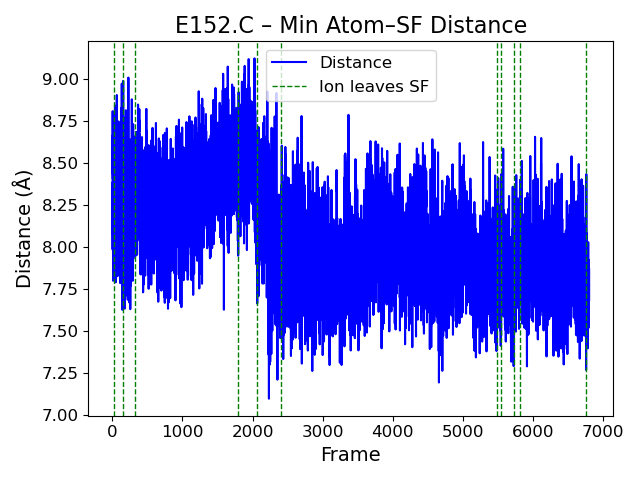 E152.C – Min Atom–SF Distance
Distance
Ion leaves SF
Distance (Å)
9.00
8.75
8.50
8.25
8.00
7.75
7.50
7.25
7.00
0 1000 2000 3000 4000 5000 6000 7000
Frame